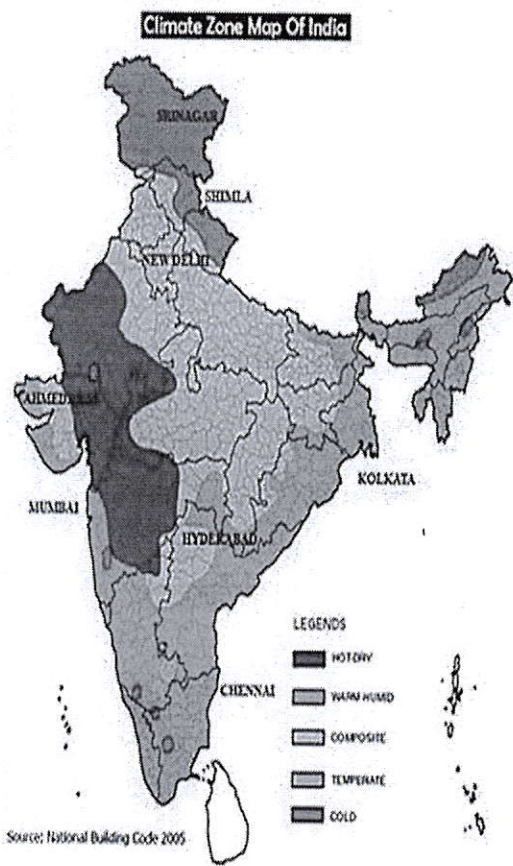 Climate Zone Map Of India
SRINAGAR
SHIMLA
NEW DELHI
AHMEDABAD
KOLKATA
MUMBAI
HYDERABAD
LEGENDS
HOT-DRY
WARM-HUMID
CHENNAI
COMPOSITE
TEMPERATE
COLD
Source: National Building Code 2005